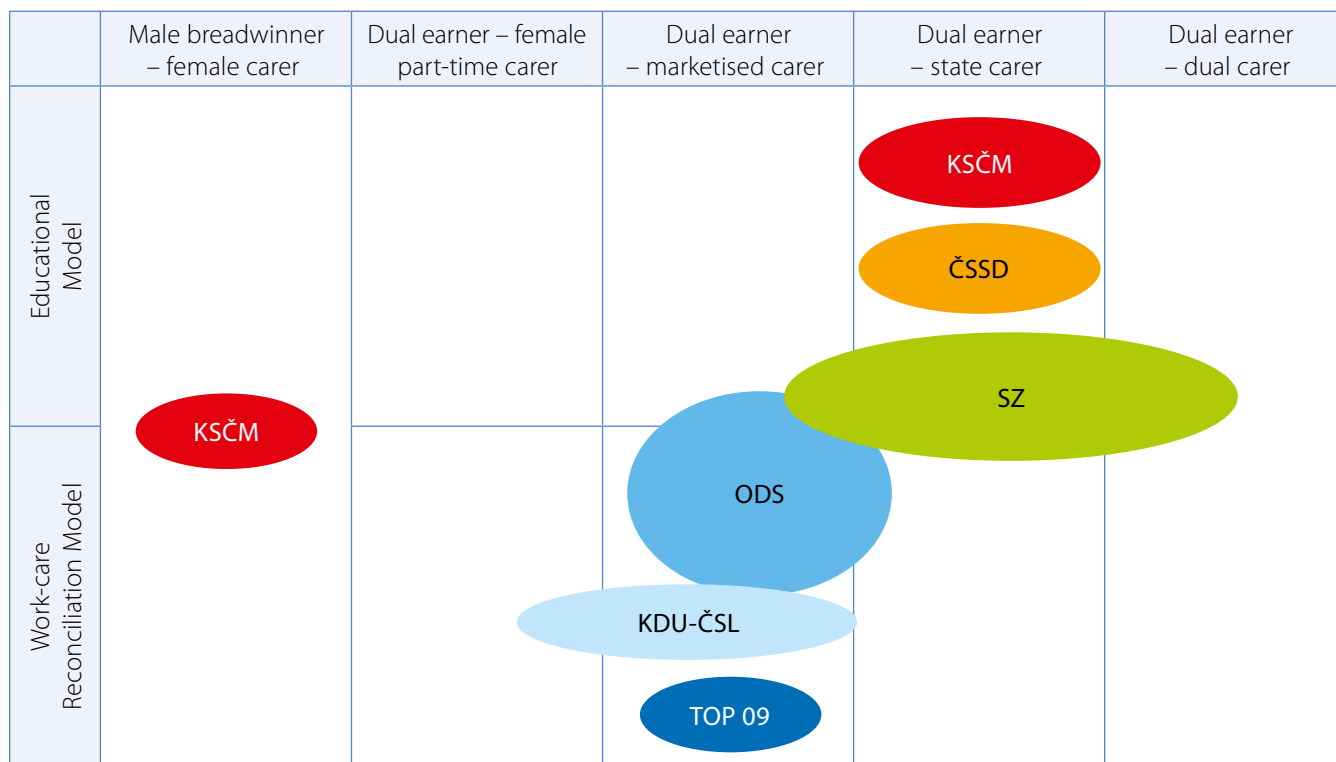 Male breadwinner
– female carer
Dual earner – female
part-time carer
Dual earner
– marketised carer
Dual earner
– state carer
Dual earner
– dual carer
Educational
Model
KSČM
ČSSD
SZ
KSČM
Work-care
Reconciliation Model
ODS
KDU-ČSL
TOP 09